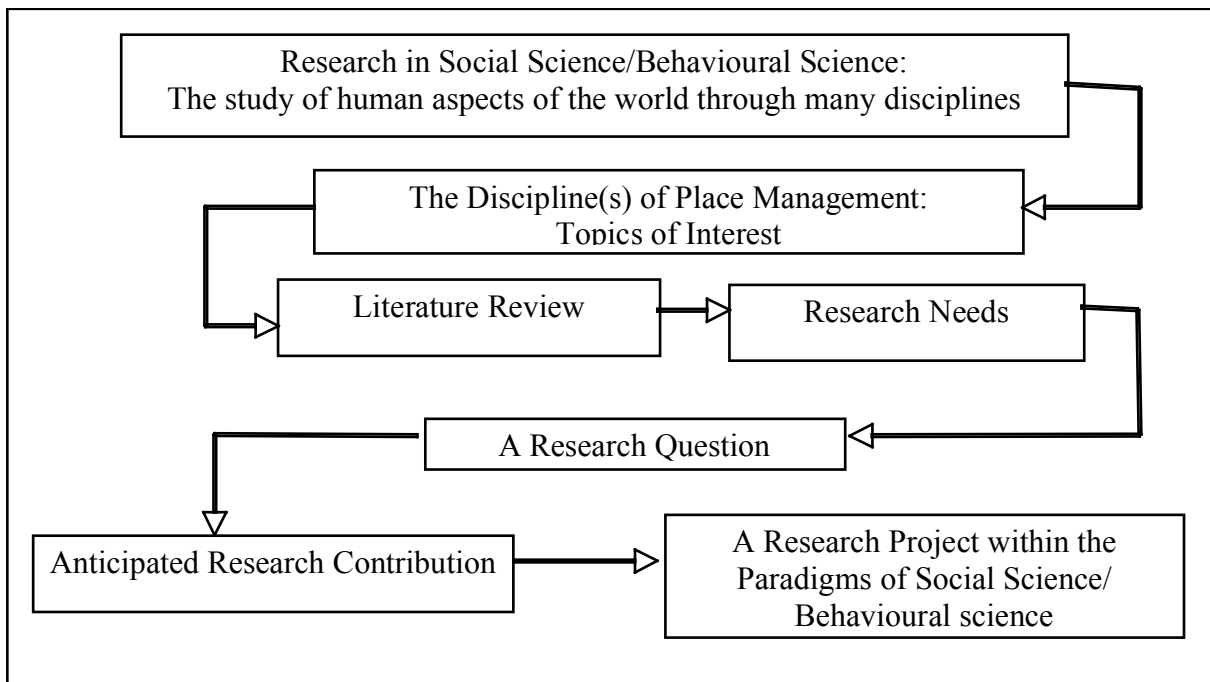 Research in Social Science/Behavioural Science:
The study of human aspects of the world through many disciplines
The Discipline(s) of Place Management:
Topics of Interest
Literature Review
Research Needs
A Research Question
Anticipated Research Contribution
A Research Project within the
Paradigms of Social Science/
Behavioural science